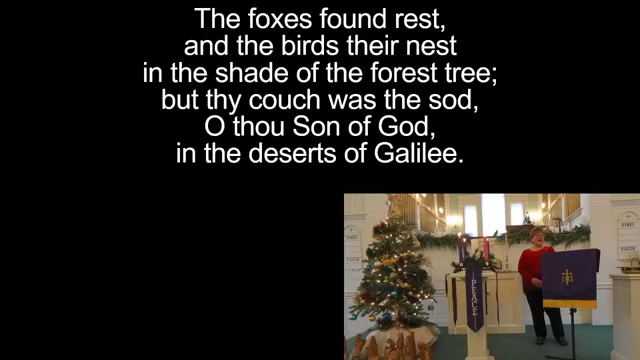 The foxes found rest,
and the birds their nest
in the shade of the forest tree;
but thy couch was the sod,
O thou Son of God,
in the deserts of Galilee.
PEACE